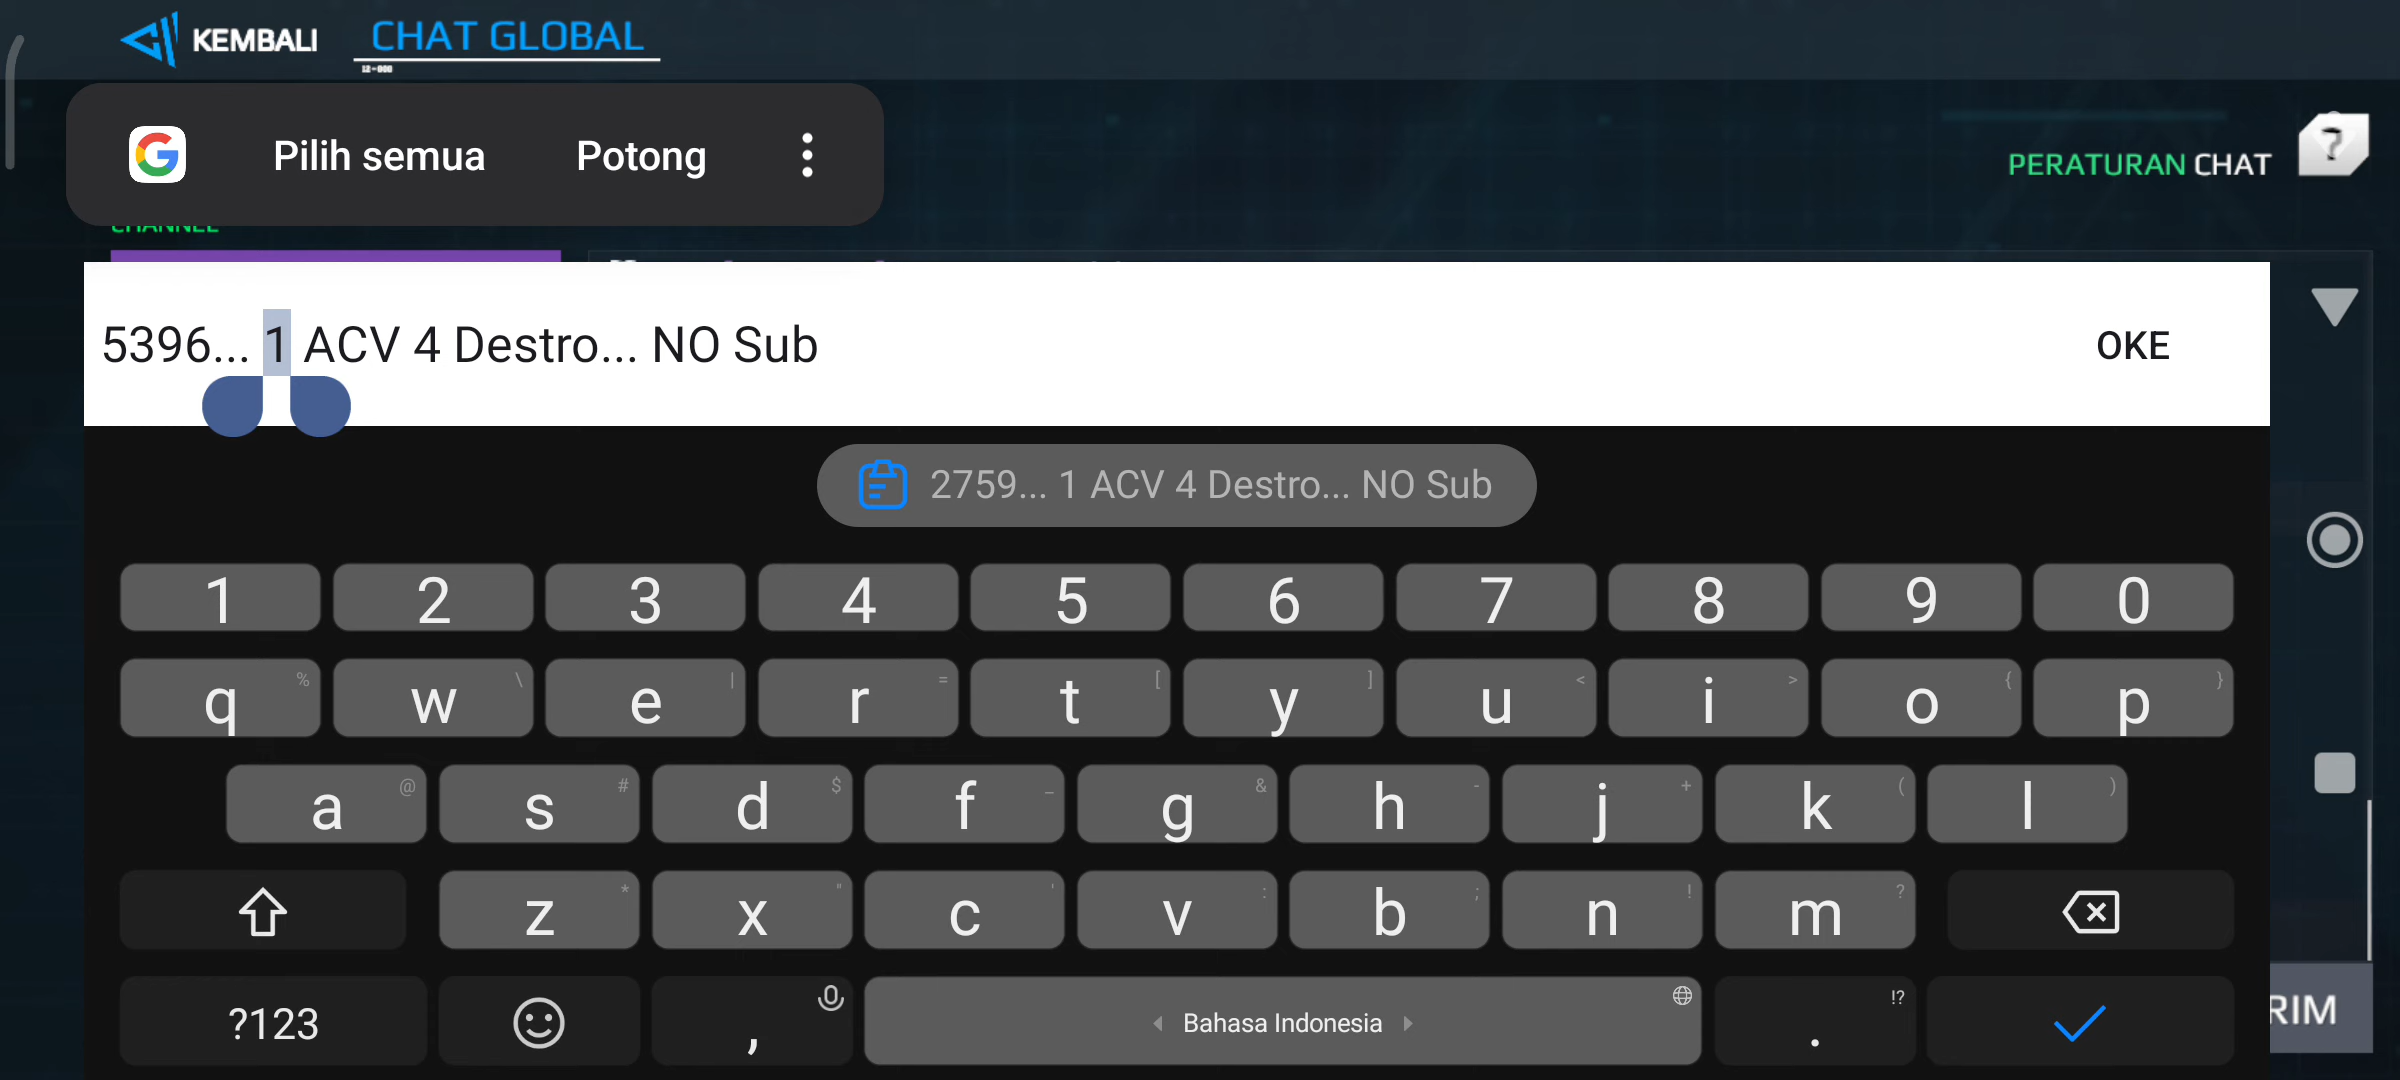 KEMBALI CHAT GLOBAL
Pilih semua Potong
PERATURAN CHAT
CHANNEL
5396... 1 ACV 4 Destro... NO Sub OKE
2759... 1 ACV 4 Destro... NO Sub
1 2 3 4 5 6 7 8 9 0
q % w \ e | r = t [ y ] u < i > o { p }
a @ s # d $ f _ g & h - j + k ( l )
z * x " c ' v : b ; n ! m ?
?123 , Bahasa Indonesia . !?
RIM